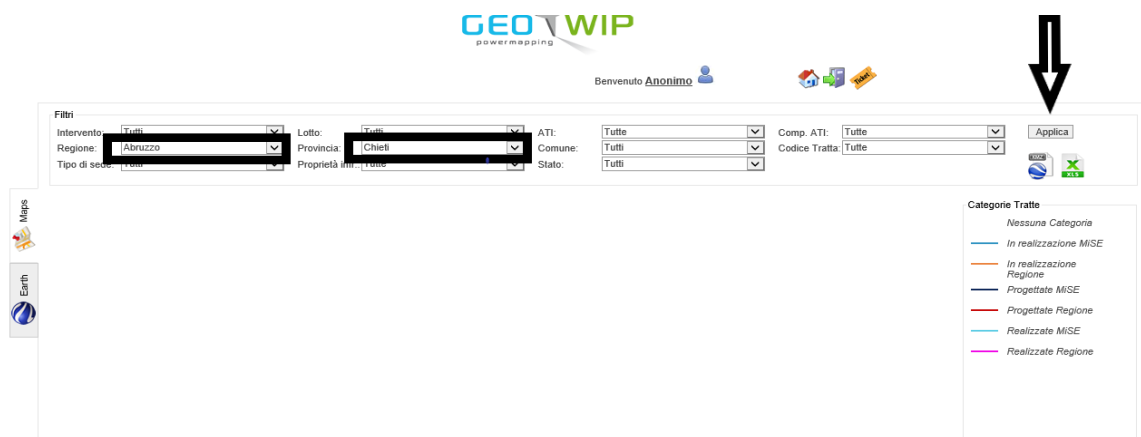 GEO WIP
powermapping
Benvenuto Anonimo
Ticket
Filtri
Intervento: Tutti Lotto: Tutti ATI: Tutte Comp. ATI: Tutte Applica
Regione: Abruzzo Provincia: Chieti Comune: Tutti Codice Tratta: Tutte
Tipo di sede: Tutti Proprietà Tutte Stato: Tutti
KMZ XLS
Maps
Earth
Categorie Tratte
Nessuna Categoria
In realizzazione MiSE
In realizzazione
Regione
Progettate MiSE
Progettate Regione
Realizzate MiSE
Realizzate Regione